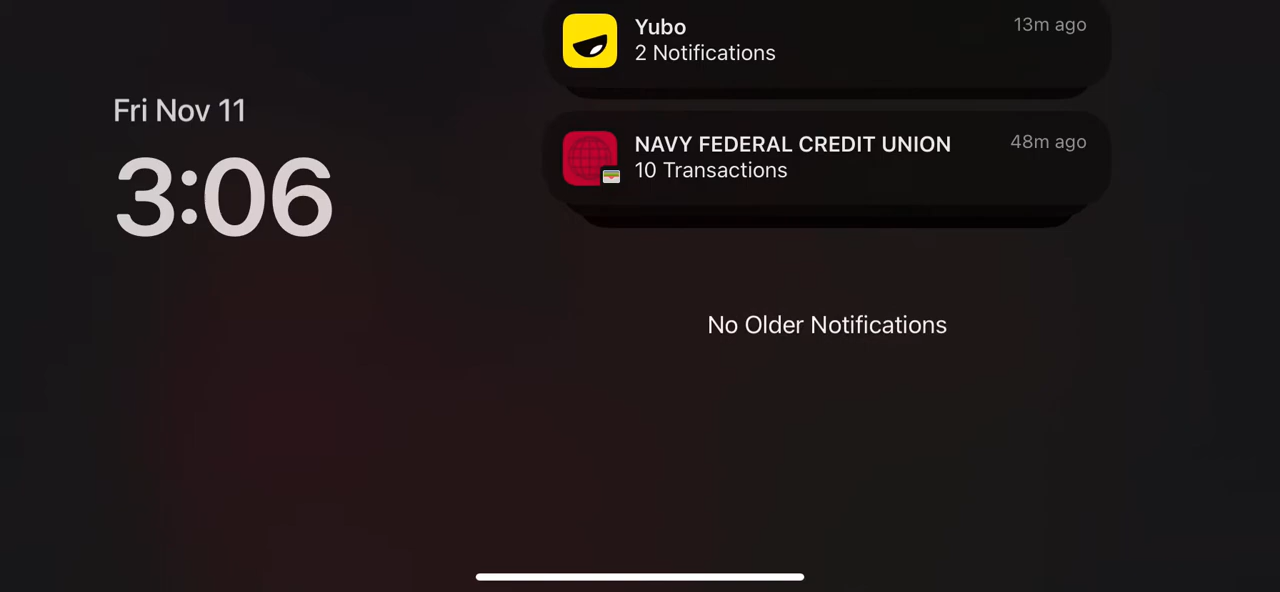 Fri Nov 11
3:06
Yubo
13m ago
2 Notifications
NAVY FEDERAL CREDIT UNION
48m ago
10 Transactions
No Older Notifications